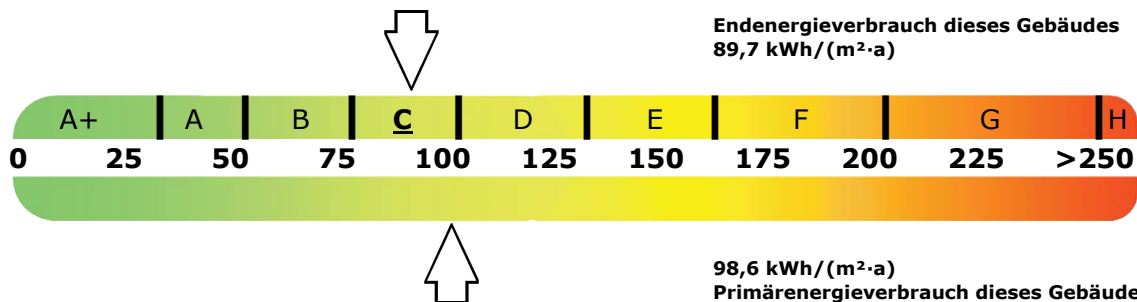 Endenergieverbrauch dieses Gebäudes
89,7 kWh/(m²·a)
A+ A B C D E F G H
0 25 50 75 100 125 150 175 200 225 >250
98,6 kWh/(m²·a)
Primärenergieverbrauch dieses Gebäude